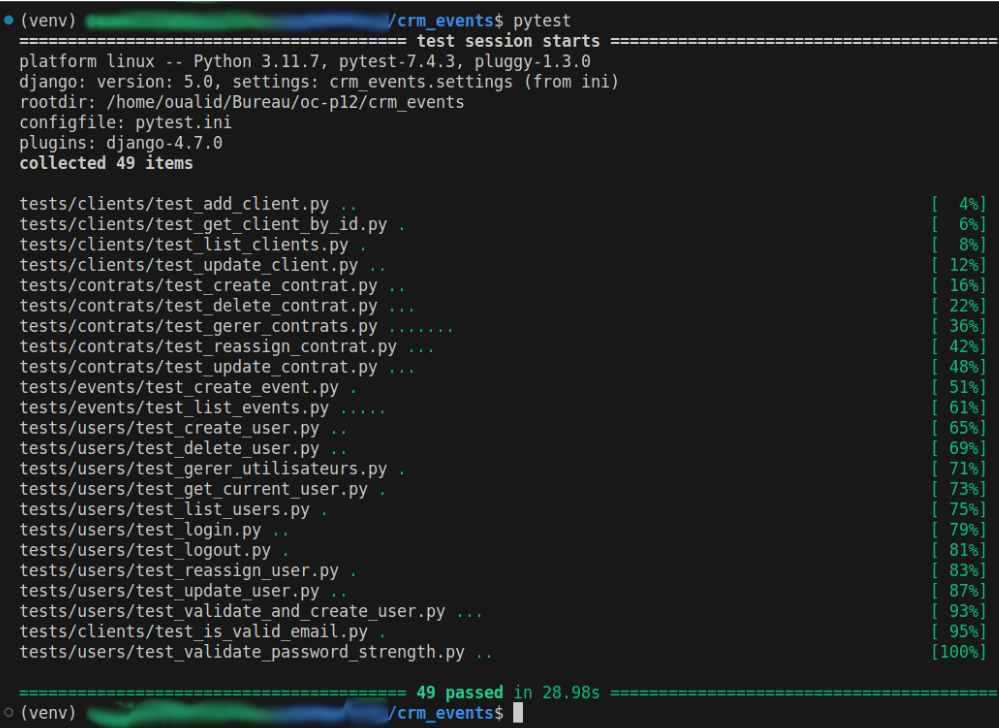 (venv) /crm_events$ pytest
======================================== test session starts ========================================
platform linux -- Python 3.11.7, pytest-7.4.3, pluggy-1.3.0
django: version: 5.0, settings: crm_events.settings (from ini)
rootdir: /home/oualid/Bureau/oc-p12/crm_events
configfile: pytest.ini
plugins: django-4.7.0
collected 49 items
tests/clients/test_add_client.py .. [  4%]
tests/clients/test_get_client_by_id.py . [  6%]
tests/clients/test_list_clients.py . [  8%]
tests/clients/test_update_client.py .. [ 12%]
tests/contrats/test_create_contrat.py .. [ 16%]
tests/contrats/test_delete_contrat.py ... [ 22%]
tests/contrats/test_gerer_contrats.py ....... [ 36%]
tests/contrats/test_reassign_contrat.py ... [ 42%]
tests/contrats/test_update_contrat.py ... [ 48%]
tests/events/test_create_event.py . [ 51%]
tests/events/test_list_events.py ..... [ 61%]
tests/users/test_create_user.py .. [ 65%]
tests/users/test_delete_user.py .. [ 69%]
tests/users/test_gerer_utilisateurs.py . [ 71%]
tests/users/test_get_current_user.py . [ 73%]
tests/users/test_list_users.py . [ 75%]
tests/users/test_login.py .. [ 79%]
tests/users/test_logout.py . [ 81%]
tests/users/test_reassign_user.py . [ 83%]
tests/users/test_update_user.py .. [ 87%]
tests/users/test_validate_and_create_user.py ... [ 93%]
tests/clients/test_is_valid_email.py . [ 95%]
tests/users/test_validate_password_strength.py .. [100%]
======================================== 49 passed in 28.98s ========================================
(venv) /crm_events$